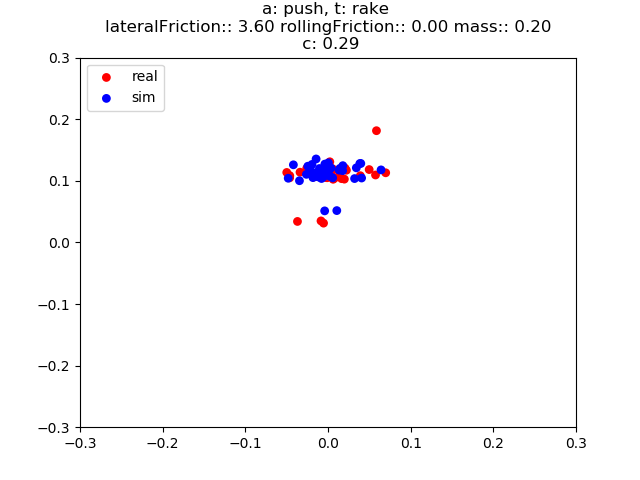 a: push, t: rake
lateralFriction:: 3.60 rollingFriction:: 0.00 mass:: 0.20
c: 0.29
real
sim
0.3
0.2
0.1
0.0
−0.1
−0.2
−0.3
−0.3 −0.2 −0.1 0.0 0.1 0.2 0.3